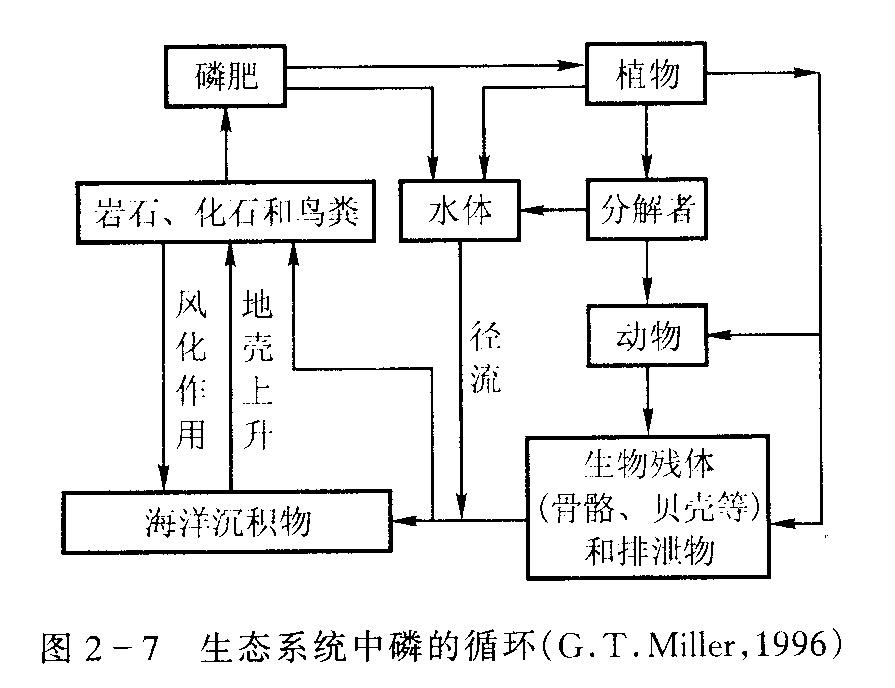 磷肥
植物
岩石、化石和鸟粪
水体
分解者
风化作用
地壳上升
径流
动物
生物残体
(骨骼、贝壳等)
和排泄物
海洋沉积物
图 2-7 生态系统中磷的循环(G.T.Miller,1996)